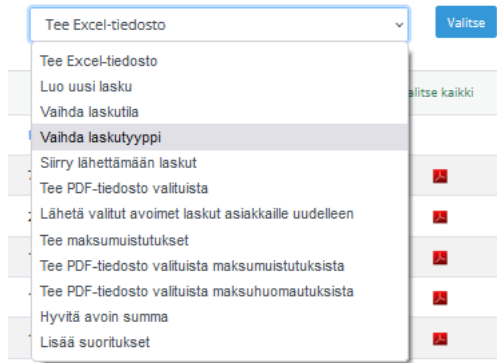 Tee Excel-tiedosto
Valitse
Tee Excel-tiedosto
Luo uusi lasku
Vaihda laskutila
Vaihda laskutyyppi
Siirry lähettämään laskut
Tee PDF-tiedosto valituista
Lähetä valitut avoimet laskut asiakkaille uudelleen
Tee maksumuistutukset
Tee PDF-tiedosto valituista maksumuistutuksista
Tee PDF-tiedosto valituista maksuhuomautuksista
Hyvitä avoin summa
Lisää suoritukset
alitse kaikki